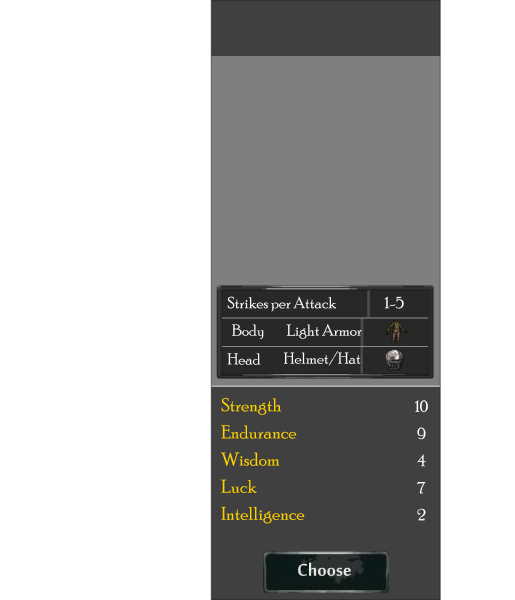 Strikes per Attack 1-5
Body Light Armor
Head Helmet/Hat
Strength 10
Endurance 9
Wisdom 4
Luck 7
Intelligence 2
Choose